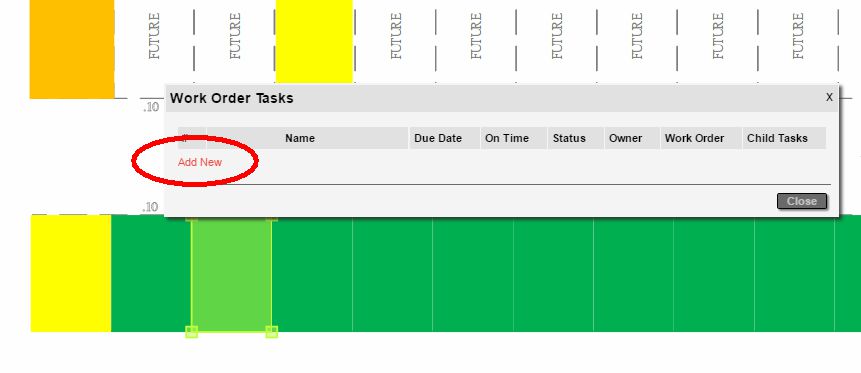 FUTURE FUTURE FUTURE FUTURE FUTURE FUTURE FUTURE FUTURE
.10
Work Order Tasks X
Name Due Date On Time Status Owner Work Order Child Tasks
Add New
Close
.10